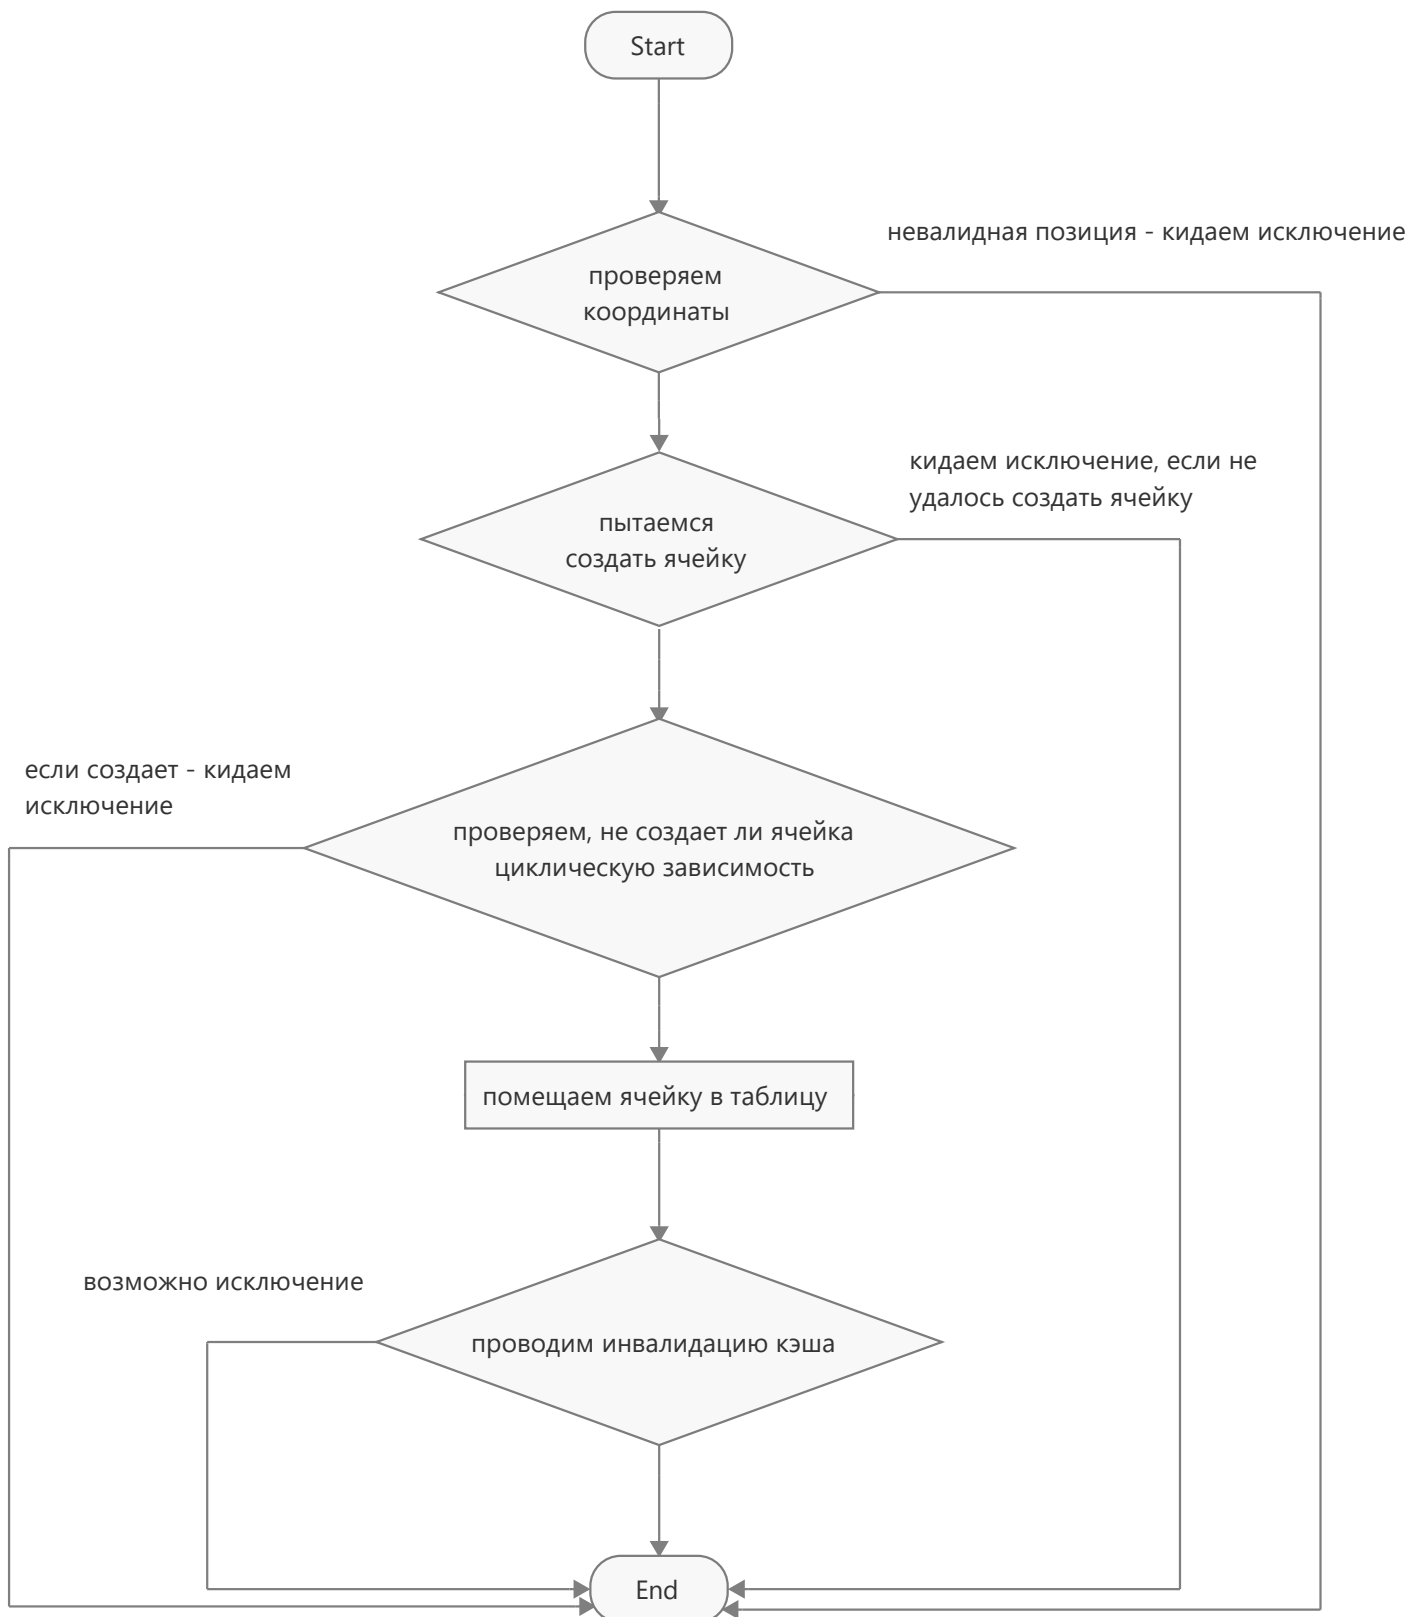 Start
невалидная позиция - кидаем исключение
проверяем
координаты
кидаем исключение, если не
удалось создать ячейку
пытаемся
создать ячейку
если создает - кидаем
исключение
проверяем, не создает ли ячейка
циклическую зависимость
помещаем ячейку в таблицу
возможно исключение
проводим инвалидацию кэша
End